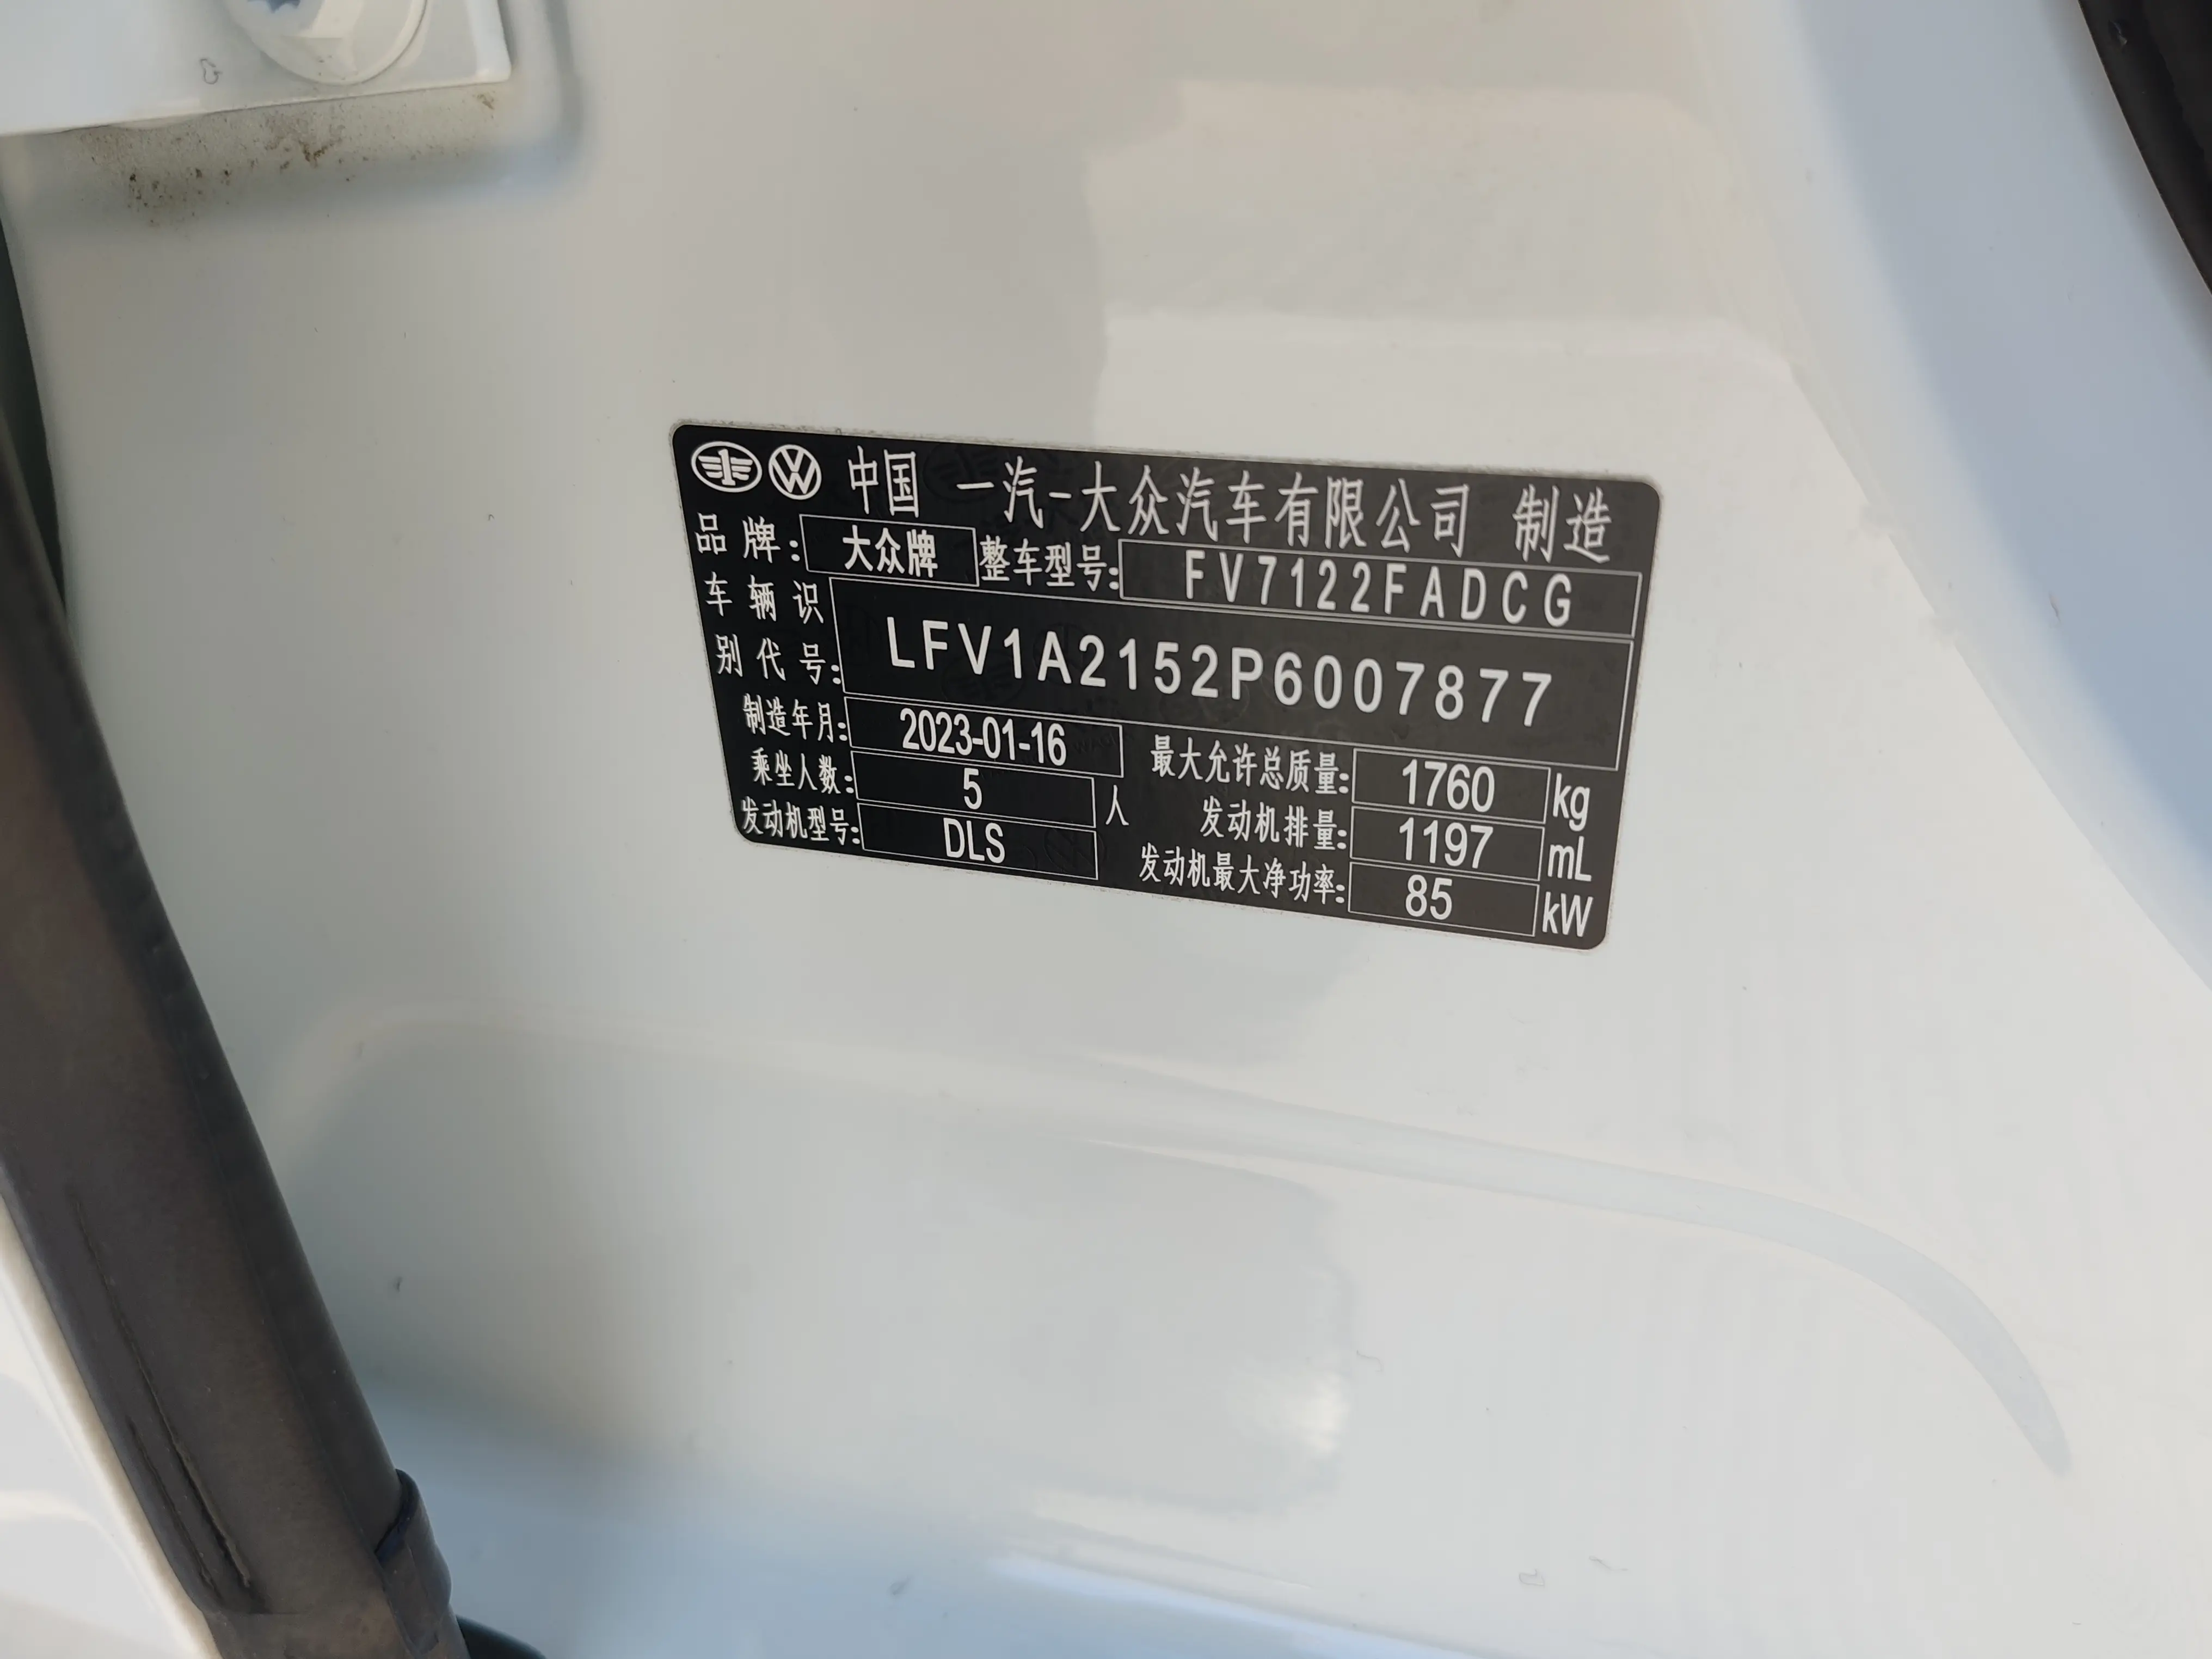 中国 一汽-大众汽车有限公司 制造
品牌: 大众牌 整车型号: FV7122FADCG
车辆识别代号: LFV1A2152P6007877
制造年月: 2023-01-16 最大允许总质量: 1760 kg
乘坐人数: 5 人 发动机排量: 1197 mL
发动机型号: DLS 发动机最大净功率: 85 kW